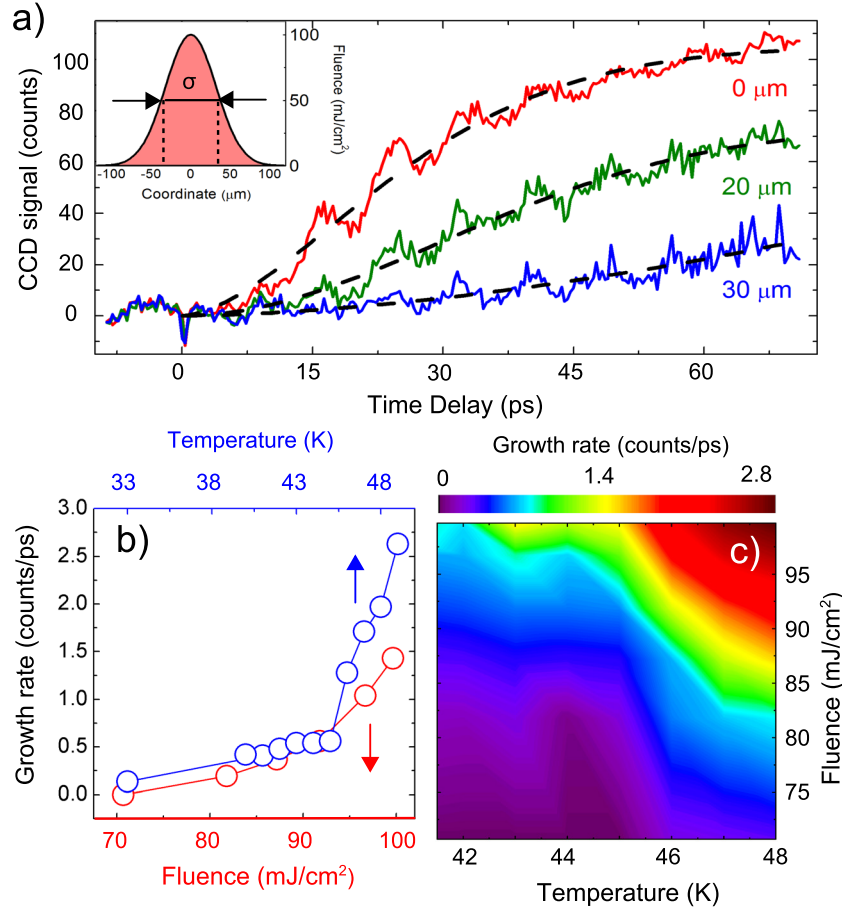 a)
CCD signal (counts)
100
80
60
40
20
0
0
15
30
45
60
Time Delay (ps)
0 μm
20 μm
30 μm
σ
100
50
0
Fluence (mJ/cm²)
-100 -50 0 50 100
Coordinate (μm)
Temperature (K)
33 38 43 48
b)
Growth rate (counts/ps)
3.0
2.5
2.0
1.5
1.0
0.5
0.0
70 80 90 100
Fluence (mJ/cm²)
Growth rate (counts/ps)
0 1.4 2.8
c)
95
90
85
80
75
Fluence (mJ/cm²)
42 44 46 48
Temperature (K)